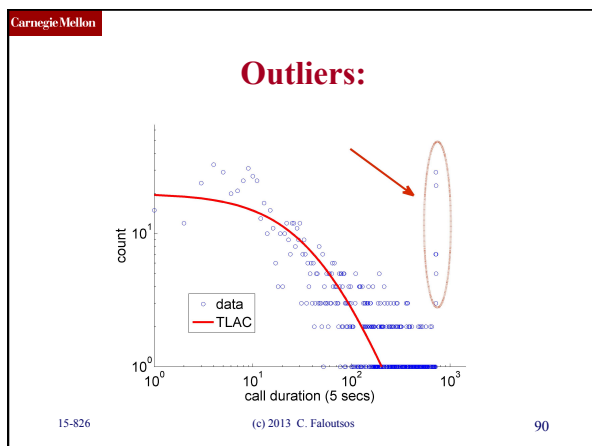 Carnegie Mellon
Outliers:
count
10^1
10^0
data
TLAC
10^0
10^1
10^2
10^3
call duration (5 secs)
15-826
(c) 2013 C. Faloutsos
90